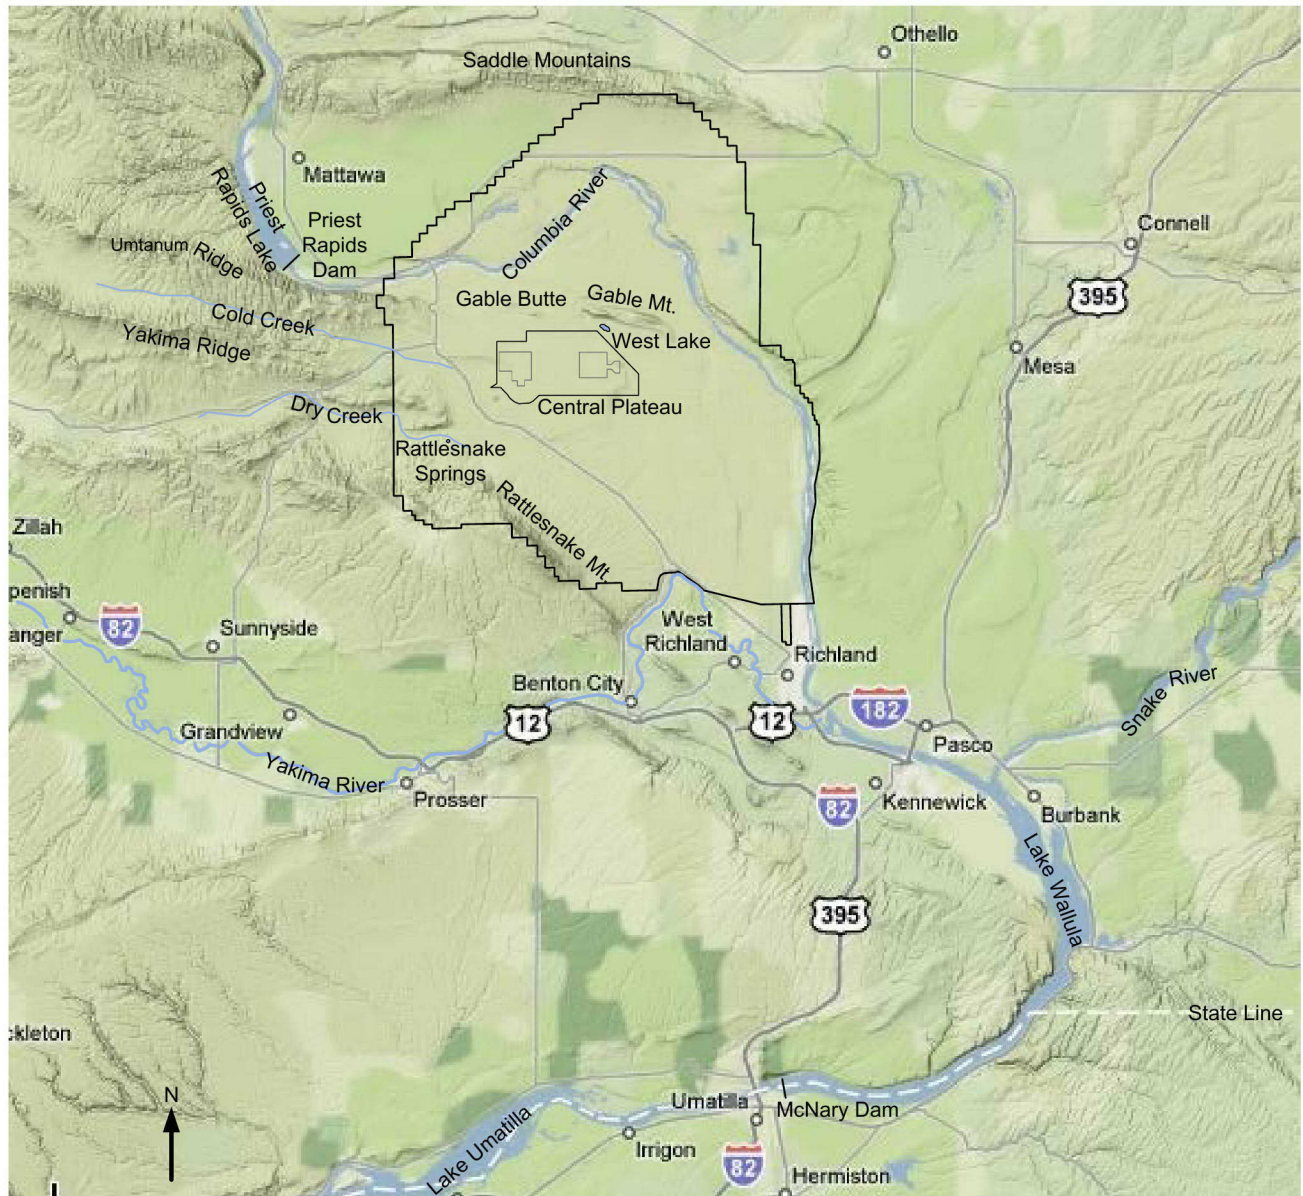 Othello
Saddle Mountains
Mattawa
Priest
Rapids Lake
Priest
Rapids
Dam
Columbia River
Connell
Umtanum Ridge
395
Gable Butte
Gable Mt.
Cold Creek
West Lake
Yakima Ridge
Mesa
Central Plateau
Dry Creek
Rattlesnake
Springs
Rattlesnake Mt.
Zillah
penish
82
Sunnyside
anger
West
Richland
Richland
Snake River
Benton City
12
12
182
Grandview
Pasco
Yakima River
Prosser
82
Kennewick
Burbank
Lake Wallula
395
State Line
ckleton
N
Umatilla
McNary Dam
Lake Umatilla
Irrigon
82
Hermiston